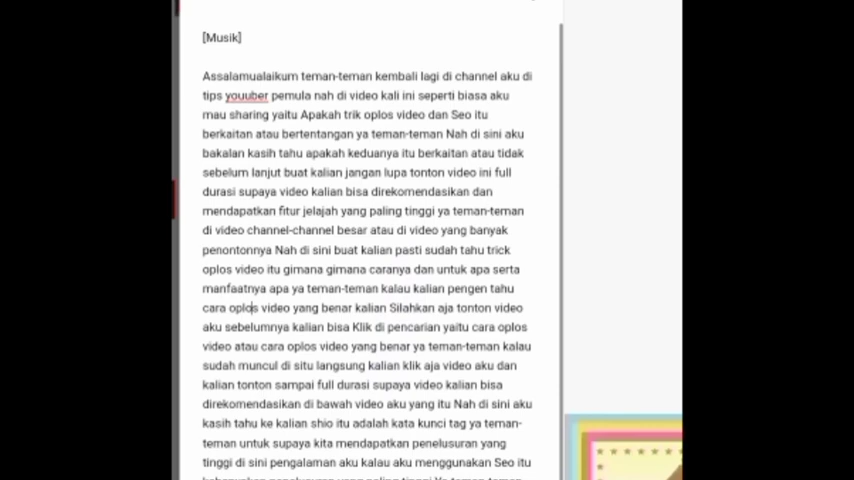 [Musik]
Assalamualaikum teman-teman kembali lagi di channel aku di
tips youuber pemula nah di video kali ini seperti biasa aku
mau sharing yaitu Apakah trik oplos video dan Seo itu
berkaitan atau bertentangan ya teman-teman Nah di sini aku
bakalan kasih tahu apakah keduanya itu berkaitan atau tidak
sebelum lanjut buat kalian jangan lupa tonton video ini full
durasi supaya video kalian bisa direkomendasikan dan
mendapatkan fitur jelajah yang paling tinggi ya teman-teman
di video channel-channel besar atau di video yang banyak
penontonnya Nah di sini buat kalian pasti sudah tahu trick
oplos video itu gimana gimana caranya dan untuk apa serta
manfaatnya apa ya teman-teman kalau kalian pengen tahu
cara oplos video yang benar kalian Silahkan aja tonton video
aku sebelumnya kalian bisa Klik di pencarian yaitu cara oplos
video atau cara oplos video yang benar ya teman-teman kalau
sudah muncul di situ langsung kalian klik aja video aku dan
kalian tonton sampai full durasi supaya video kalian bisa
direkomendasikan di bawah video aku yang itu Nah di sini aku
kasih tahu ke kalian shio itu adalah kata kunci tag ya teman-
teman untuk supaya kita mendapatkan penelusuran yang
tinggi di sini pengalaman aku kalau aku menggunakan Seo itu